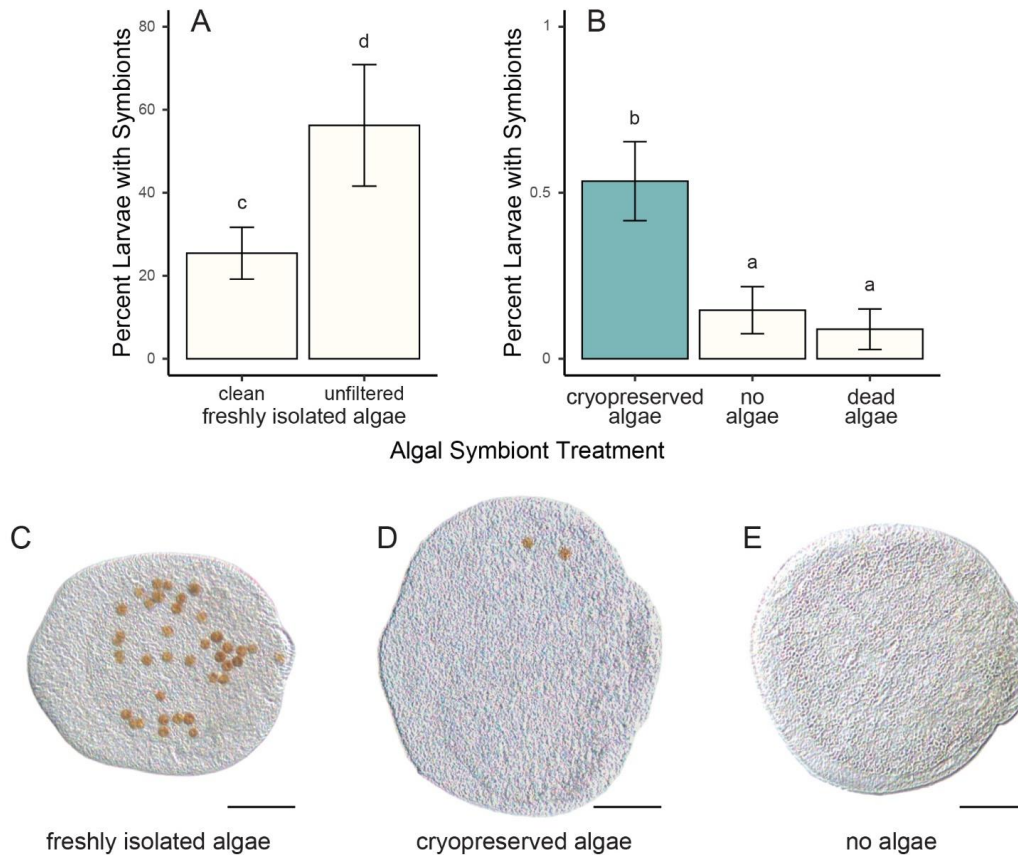 A
Percent Larvae with Symbionts
80
60
40
20
0
c
d
clean
unfiltered
freshly isolated algae
B
Percent Larvae with Symbionts
1
0.5
0
b
a
a
cryopreserved algae
no algae
dead algae
Algal Symbiont Treatment
C
D
E
freshly isolated algae
cryopreserved algae
no algae